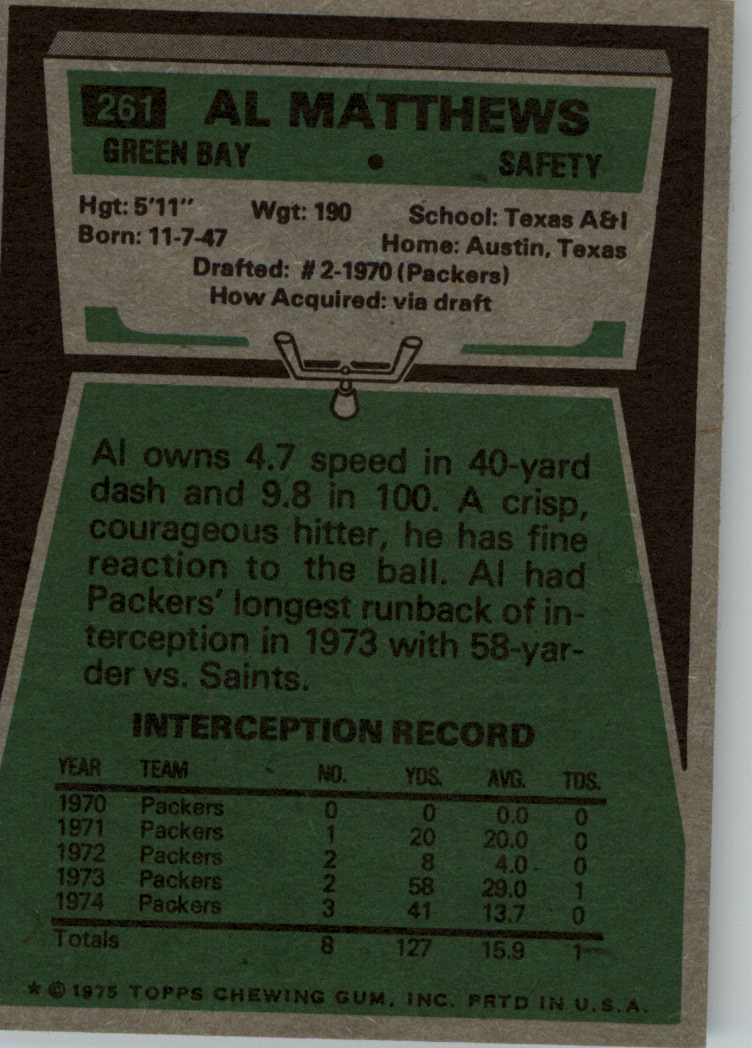 261 AL MATTHEWS
GREEN BAY • SAFETY
Hgt: 5'11" Wgt: 190 School: Texas A&I
Born: 11-7-47 Home: Austin, Texas
Drafted: #2-1970 (Packers)
How Acquired: via draft
Al owns 4.7 speed in 40-yard
dash and 9.8 in 100. A crisp,
courageous hitter, he has fine
reaction to the ball. Al had
Packers' longest runback of in-
terception in 1973 with 58-yar-
der vs. Saints.
INTERCEPTION RECORD
YEAR TEAM NO. YDS. AVG. TDS.
1970 Packers 0 0 0.0 0
1971 Packers 1 20 20.0 0
1972 Packers 2 8 4.0 0
1973 Packers 2 58 29.0 1
1974 Packers 3 41 13.7 0
Totals 8 127 15.9 1
* © 1975 TOPPS CHEWING GUM, INC. PRTD IN U.S.A.